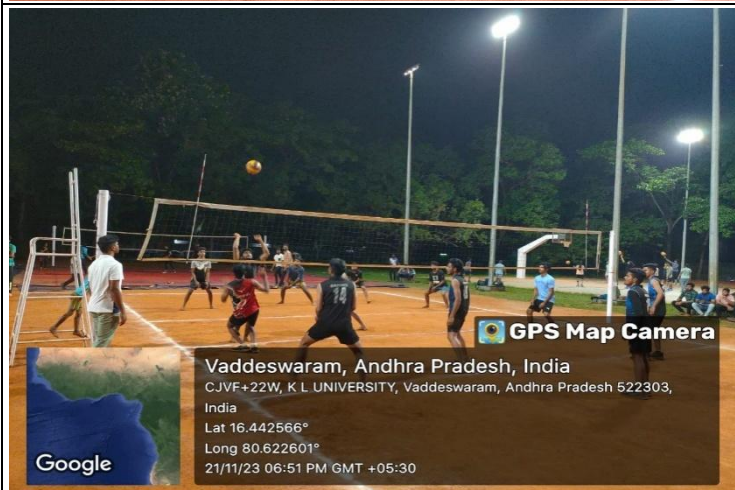 14
GPS Map Camera
Vaddeswaram, Andhra Pradesh, India
CJVF+22W, K L UNIVERSITY, Vaddeswaram, Andhra Pradesh 522303,
India
Lat 16.442566°
Long 80.622601°
21/11/23 06:51 PM GMT +05:30
Google